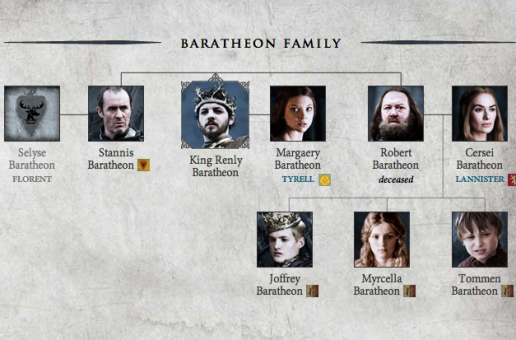 BARATHEON FAMILY
Selyse
Baratheon
FLORENT
Stannis
Baratheon
King Renly
Baratheon
Margaery
Baratheon
TYRELL
Robert
Baratheon
deceased
Cersei
Baratheon
LANNISTER
Joffrey
Baratheon
Myrcella
Baratheon
Tommen
Baratheon